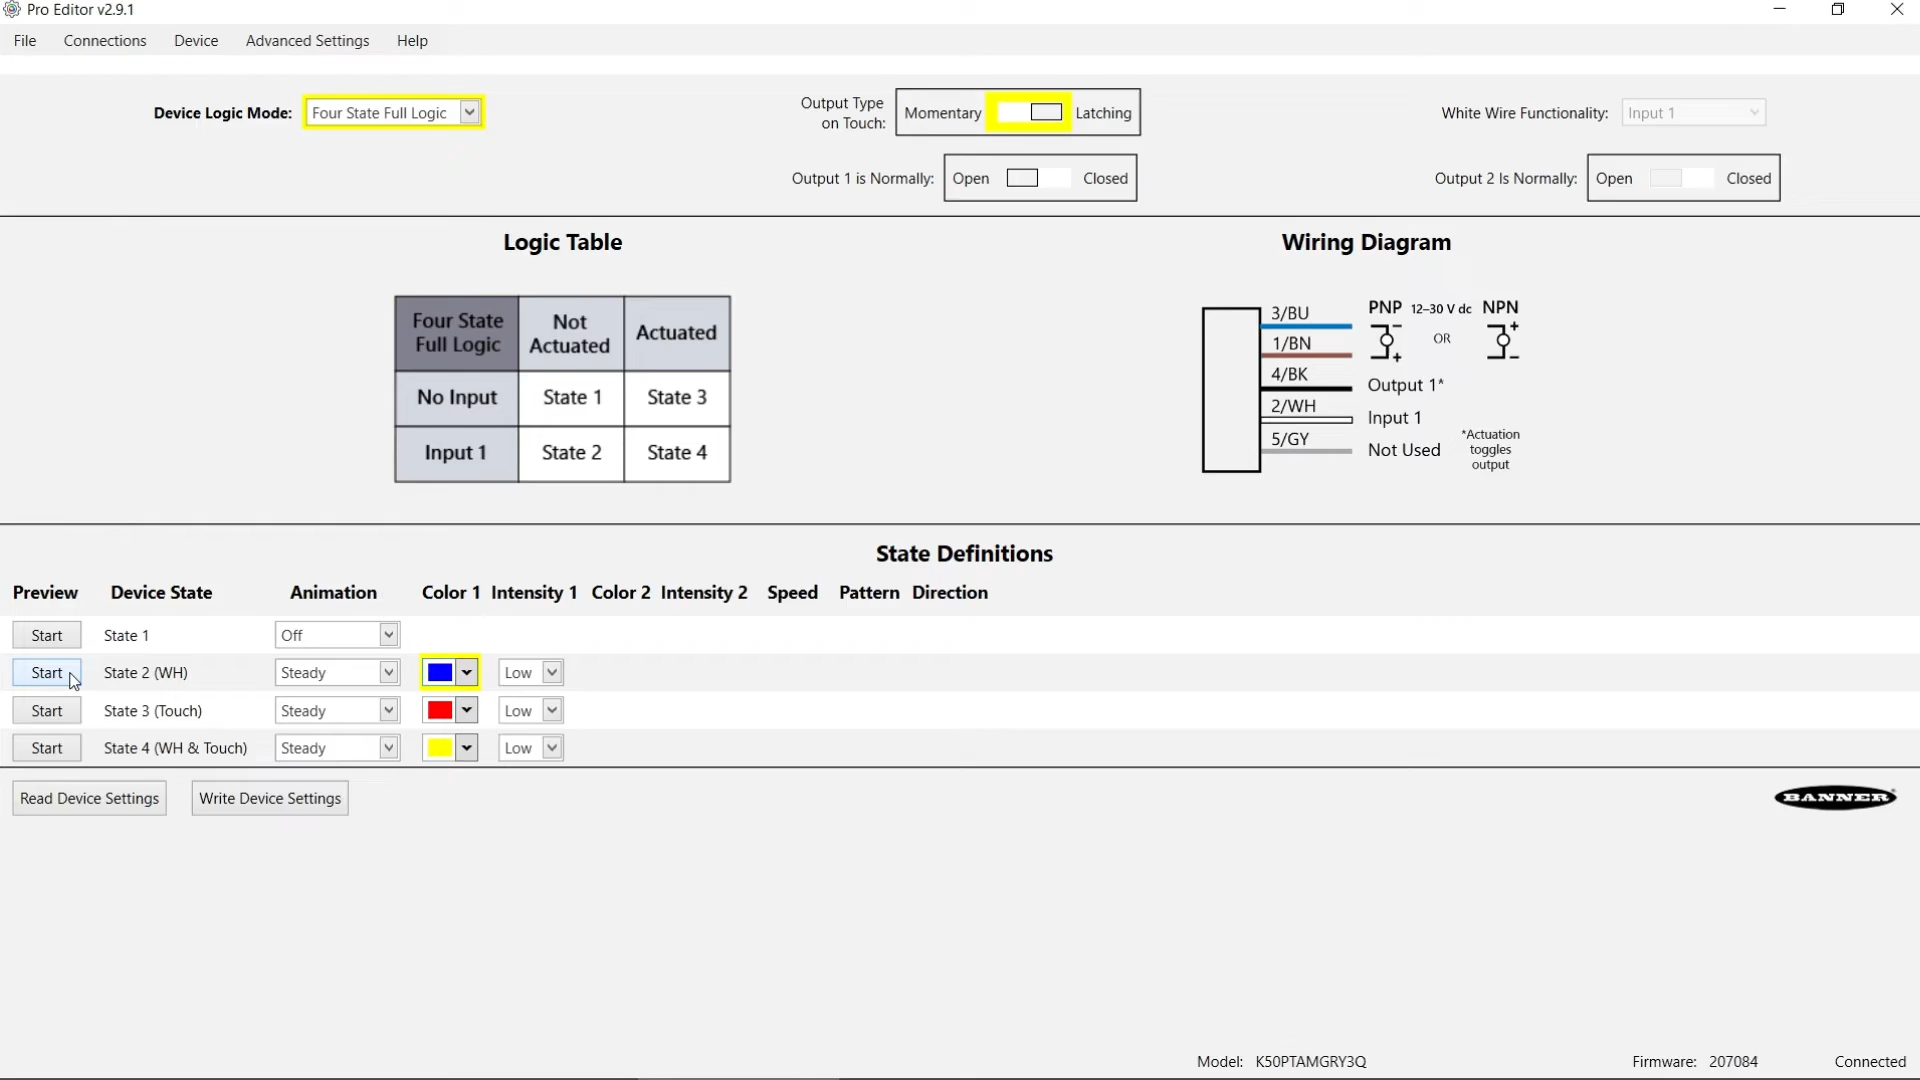 Pro Editor v2.9.1
File Connections Device Advanced Settings Help
Device Logic Mode: Four State Full Logic
Output Type on Touch: Momentary Latching
White Wire Functionality: Input 1
Output 1 is Normally: Open Closed
Output 2 Is Normally: Open Closed
Logic Table
Four State Full Logic Not Actuated Actuated
No Input State 1 State 3
Input 1 State 2 State 4
Wiring Diagram
3/BU PNP 12–30 V dc NPN
1/BN OR
4/BK Output 1*
2/WH Input 1
5/GY Not Used
*Actuation
toggles
output
State Definitions
Preview Device State Animation Color 1 Intensity 1 Color 2 Intensity 2 Speed Pattern Direction
Start State 1 Off
Start State 2 (WH) Steady Low
Start State 3 (Touch) Steady Low
Start State 4 (WH & Touch) Steady Low
Read Device Settings Write Device Settings
BANNER
Model: K50PTAMGRY3Q Firmware: 207084 Connected